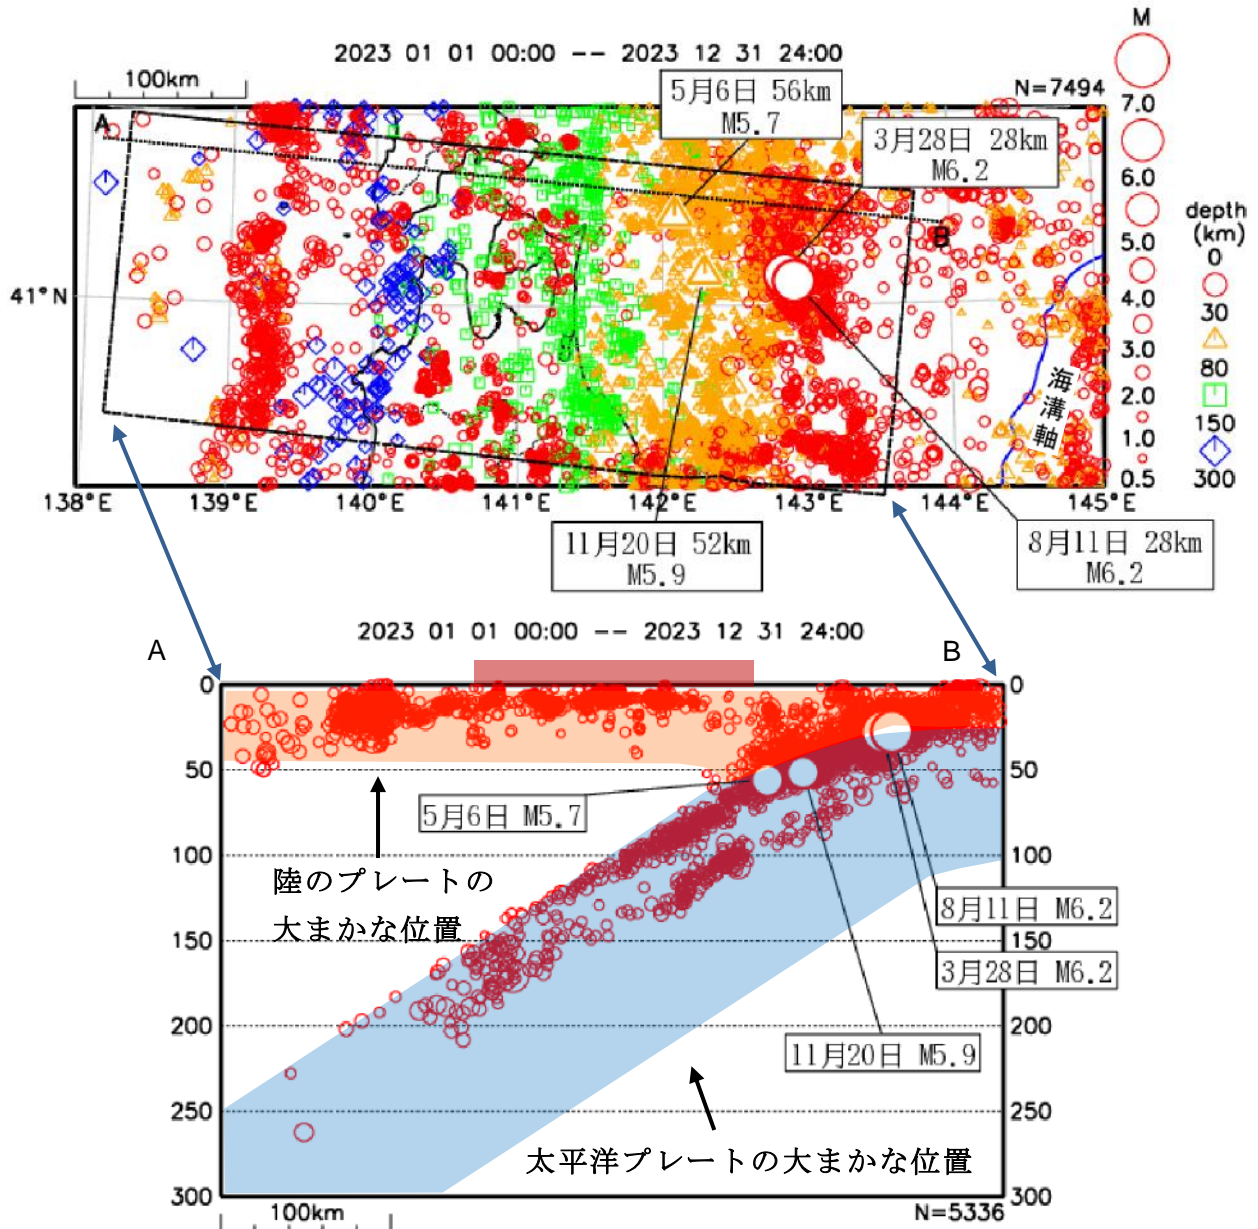 2023 01 01 00:00 -- 2023 12 31 24:00
M
100km
N=7494
5月6日 56km
M5.7
3月28日 28km
M6.2
A
B
7.0
6.0
5.0
4.0
3.0
2.0
1.0
0.5
depth
(km)
0
30
80
150
300
41°N
海溝軸
138°E 139°E 140°E 141°E 142°E 143°E 144°E 145°E
11月20日 52km
M5.9
8月11日 28km
M6.2
2023 01 01 00:00 -- 2023 12 31 24:00
A
B
0
50
100
150
200
250
300
0
50
100
150
200
250
300
5月6日 M5.7
陸のプレートの
大まかな位置
8月11日 M6.2
3月28日 M6.2
11月20日 M5.9
太平洋プレートの大まかな位置
N=5336
100km